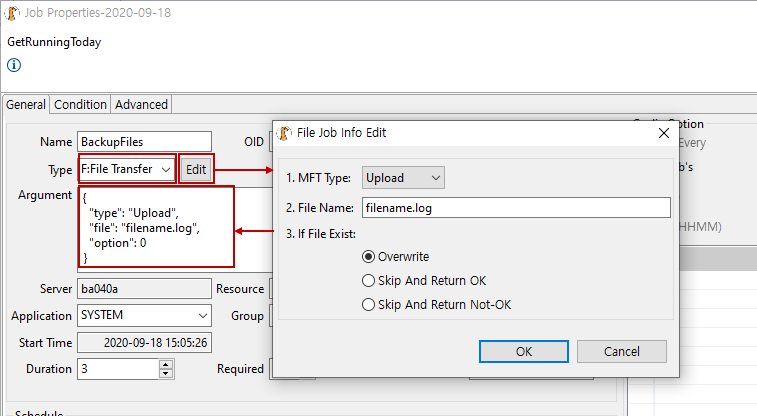 Job Properties-2020-09-18
GetRunningToday
General Condition Advanced
Name BackupFiles OID
Type F:File Transfer Edit
Argument {
"type": "Upload",
"file": "filename.log",
"option": 0
}
Server ba040a Resource
Application SYSTEM Group
Start Time 2020-09-18 15:05:26
Duration 3 Required
Schedule
File Job Info Edit
1. MFT Type: Upload
2. File Name: filename.log
3. If File Exist:
Overwrite
Skip And Return OK
Skip And Return Not-OK
OK Cancel
Option
Every
b's
HHMM)